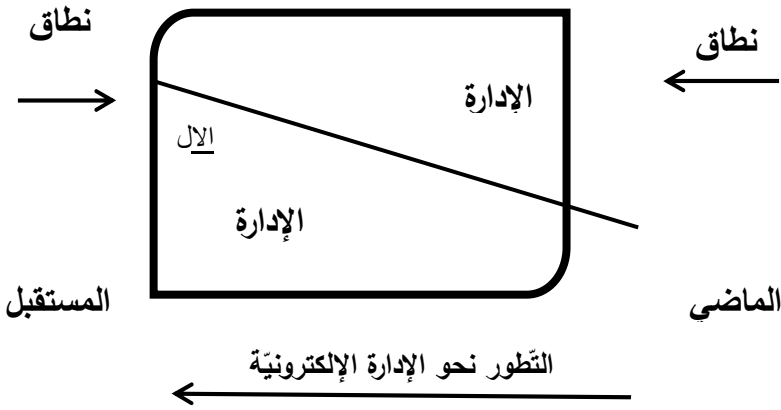 نطاق
نطاق
الإدارة
الال
الإدارة
الماضي
المستقبل
التّطور نحو الإدارة الإلكترونيّة